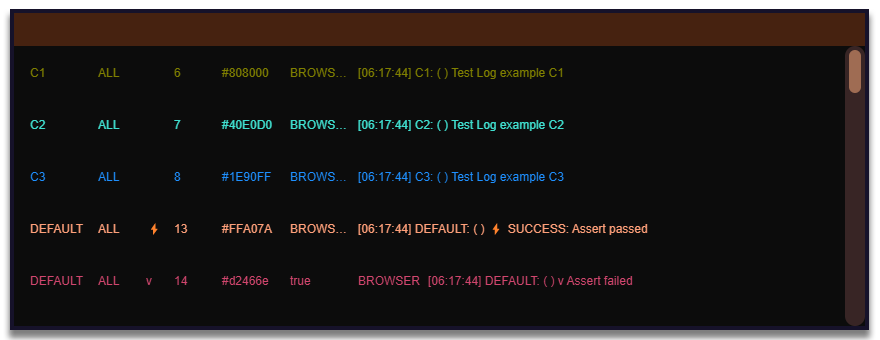 C1 ALL 6 #808000 BROWS... [06:17:44] C1: ( ) Test Log example C1
C2 ALL 7 #40E0D0 BROWS... [06:17:44] C2: ( ) Test Log example C2
C3 ALL 8 #1E90FF BROWS... [06:17:44] C3: ( ) Test Log example C3
DEFAULT ALL ⚡ 13 #FFA07A BROWS... [06:17:44] DEFAULT: ( ) ⚡ SUCCESS: Assert passed
DEFAULT ALL v 14 #d2466e true BROWSER [06:17:44] DEFAULT: ( ) v Assert failed